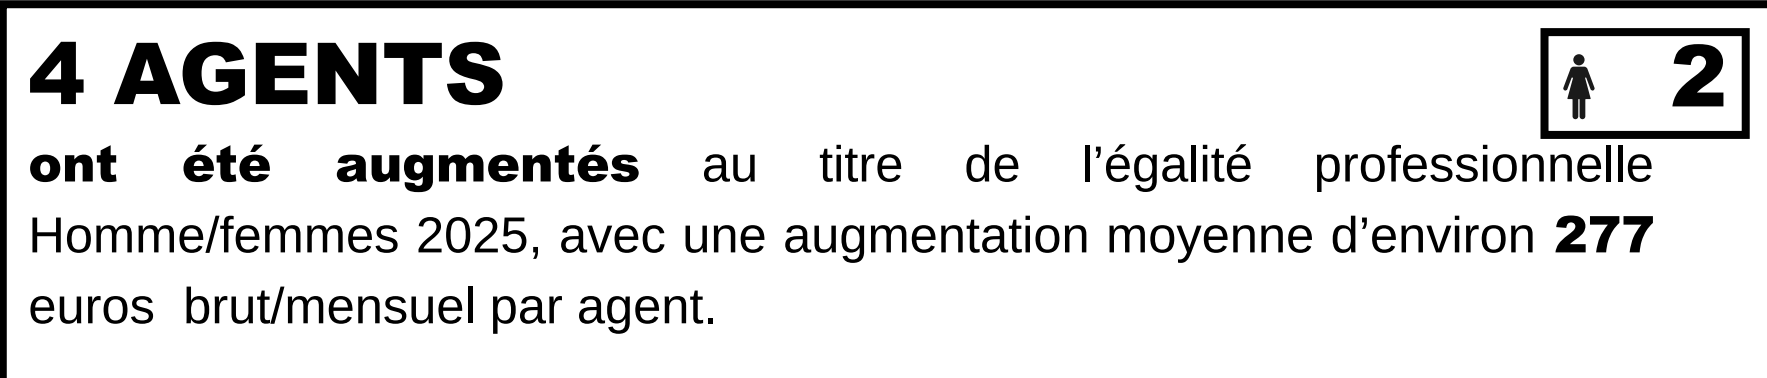 4 AGENTS
2
ont été augmentés au titre de l’égalité professionnelle
Homme/femmes 2025, avec une augmentation moyenne d’environ 277
euros  brut/mensuel par agent.